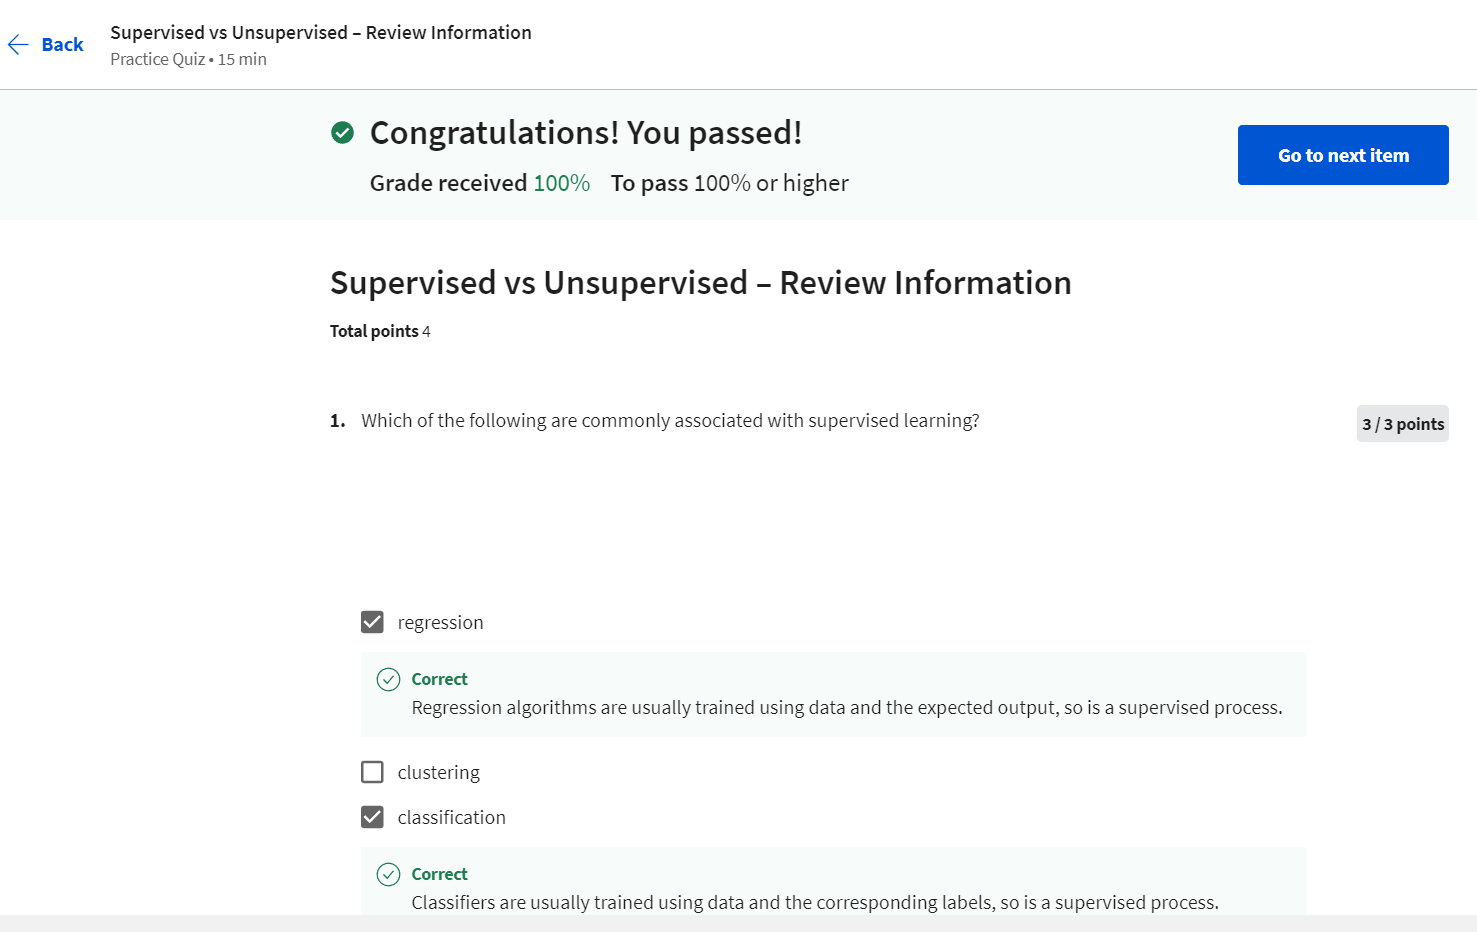 Back
Supervised vs Unsupervised – Review Information
Practice Quiz • 15 min
Congratulations! You passed!
Grade received 100% To pass 100% or higher
Go to next item
Supervised vs Unsupervised – Review Information
Total points 4
1. Which of the following are commonly associated with supervised learning?
3 / 3 points
regression
Correct
Regression algorithms are usually trained using data and the expected output, so is a supervised process.
clustering
classification
Correct
Classifiers are usually trained using data and the corresponding labels, so is a supervised process.